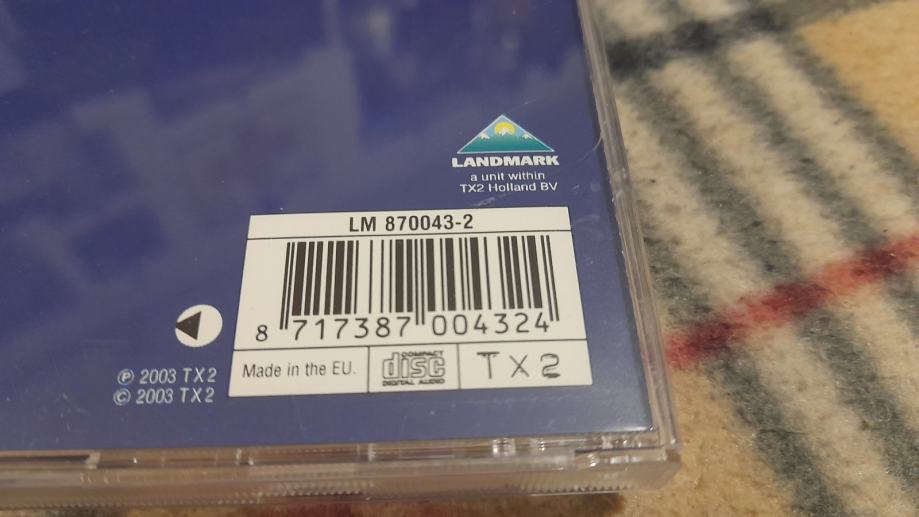 LANDMARK
a unit within
TX2 Holland BV
LM 870043-2
8 717387 004324
Made in the EU.
COMPACT
disc
DIGITAL AUDIO
TX2
℗ 2003 TX2
© 2003 TX2